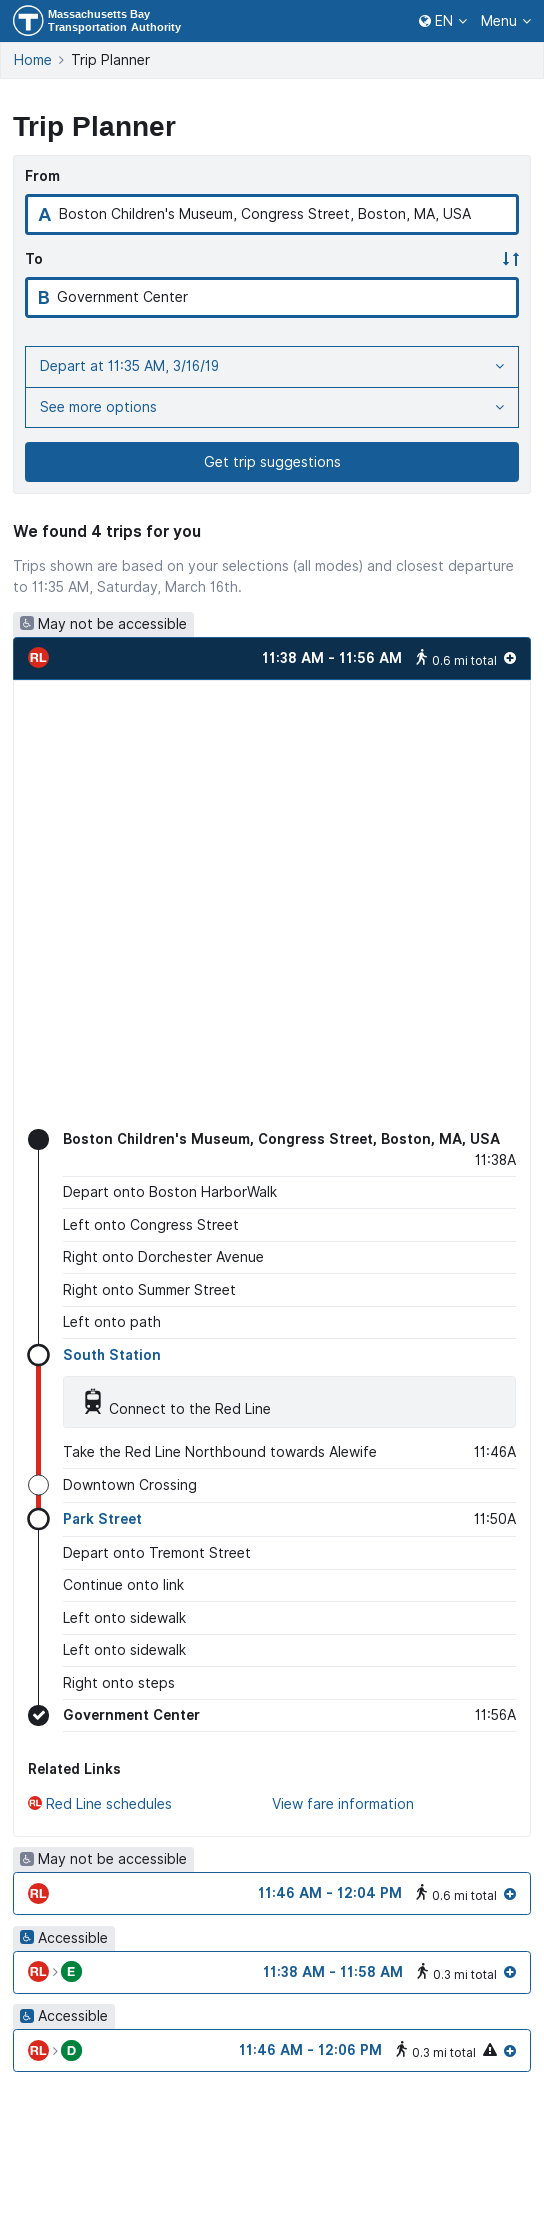 Massachusetts Bay
Transportation Authority
EN
Menu
Home
Trip Planner
Trip Planner
From
A
Boston Children's Museum, Congress Street, Boston, MA, USA
To
B
Government Center
Depart at 11:35 AM, 3/16/19
See more options
Get trip suggestions
We found 4 trips for you
Trips shown are based on your selections (all modes) and closest departure
to 11:35 AM, Saturday, March 16th.
May not be accessible
RL 11:38 AM - 11:56 AM 0.6 mi total
Boston Children's Museum, Congress Street, Boston, MA, USA
11:38A
Depart onto Boston HarborWalk
Left onto Congress Street
Right onto Dorchester Avenue
Right onto Summer Street
Left onto path
South Station
Connect to the Red Line
Take the Red Line Northbound towards Alewife 11:46A
Downtown Crossing
Park Street 11:50A
Depart onto Tremont Street
Continue onto link
Left onto sidewalk
Left onto sidewalk
Right onto steps
Government Center 11:56A
Related Links
RL Red Line schedules View fare information
May not be accessible
RL 11:46 AM - 12:04 PM 0.6 mi total
Accessible
RL E 11:38 AM - 11:58 AM 0.3 mi total
Accessible
RL D 11:46 AM - 12:06 PM 0.3 mi total